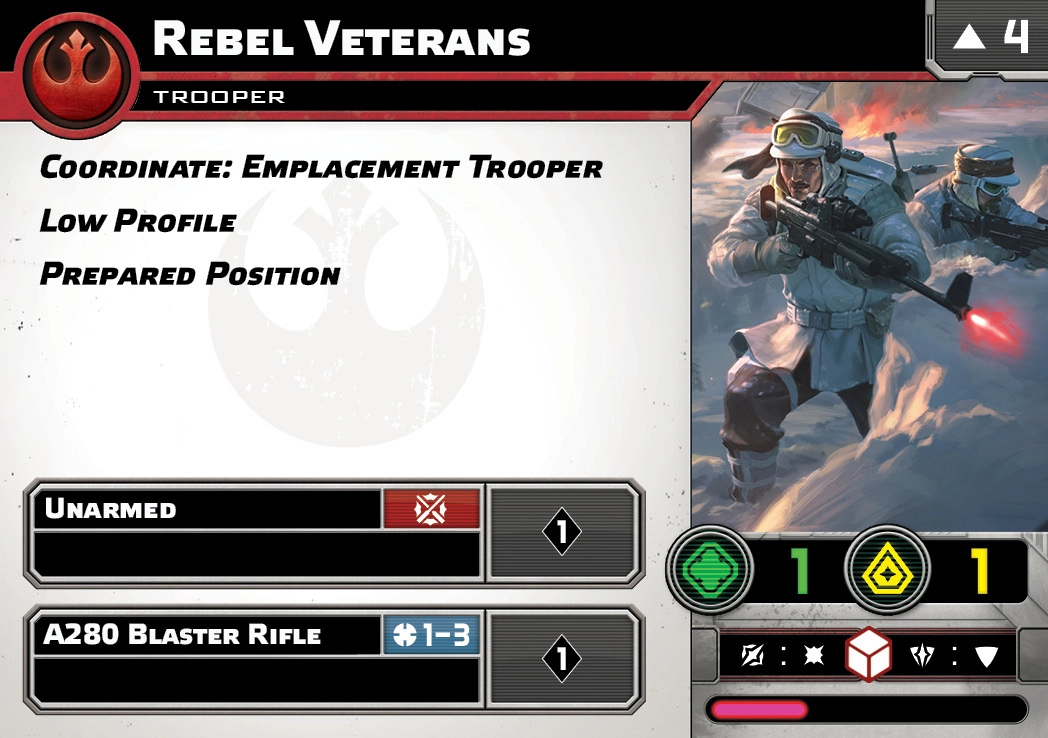 Rebel Veterans
4
TROOPER
Coordinate: Emplacement Trooper
Low Profile
Prepared Position
Unarmed
1
A280 Blaster Rifle 1-3
1
1 1
: :